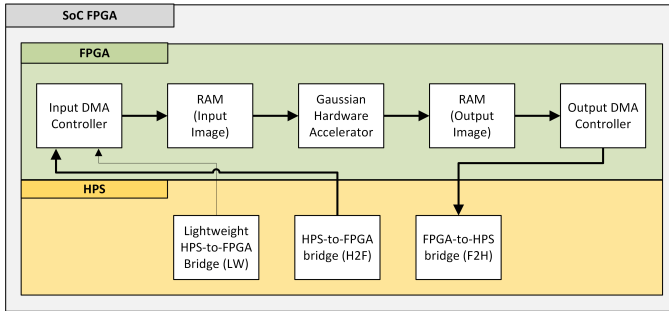 SoC FPGA
FPGA
Input DMA
Controller
RAM
(Input
Image)
Gaussian
Hardware
Accelerator
RAM
(Output
Image)
Output DMA
Controller
HPS
Lightweight
HPS-to-FPGA
Bridge (LW)
HPS-to-FPGA
bridge (H2F)
FPGA-to-HPS
bridge (F2H)